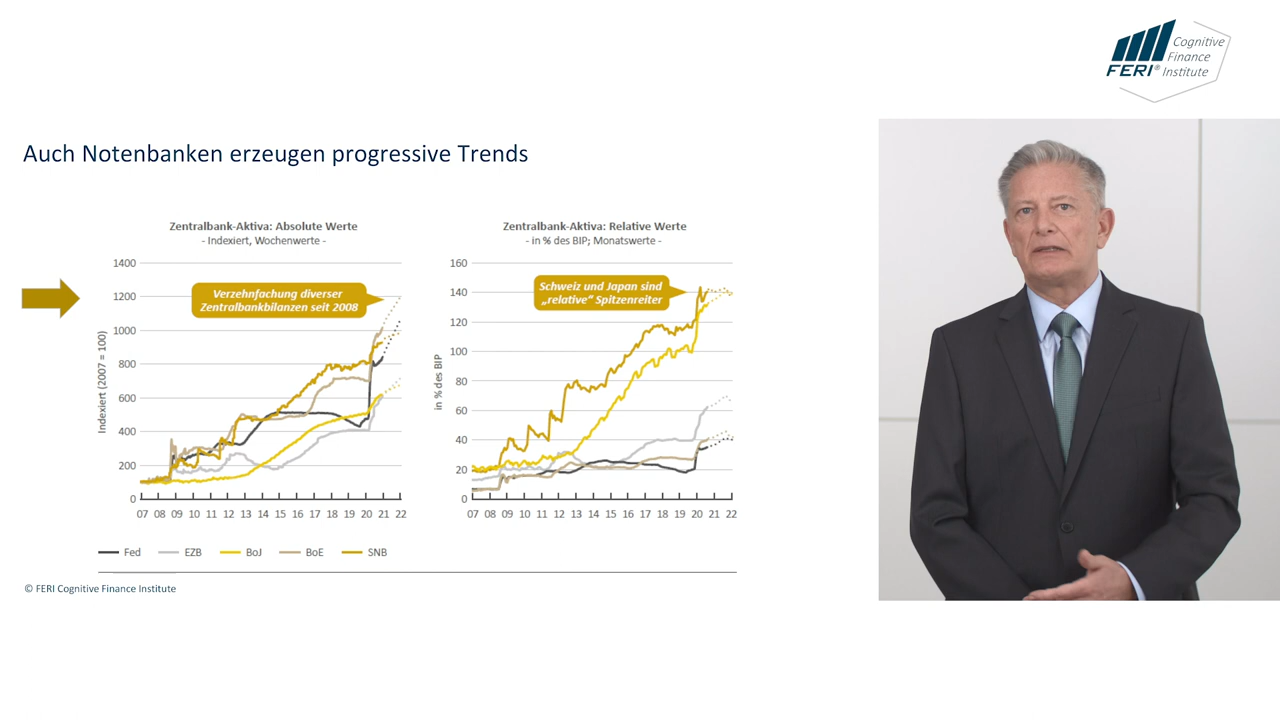 Cognitive
Finance
Institute
FERI®
Auch Notenbanken erzeugen progressive Trends
Zentralbank-Aktiva: Absolute Werte
- Indexiert, Wochenwerte -
Indexiert (2007 = 100)
1400
1200
1000
800
600
400
200
0
Verzehnfachung diverser
Zentralbankbilanzen seit 2008
07 08 09 10 11 12 13 14 15 16 17 18 19 20 21 22
Zentralbank-Aktiva: Relative Werte
- in % des BIP; Monatswerte -
in % des BIP
160
140
120
100
80
60
40
20
0
Schweiz und Japan sind
„relative“ Spitzenreiter
07 08 09 10 11 12 13 14 15 16 17 18 19 20 21 22
Fed EZB BoJ BoE SNB
© FERI Cognitive Finance Institute